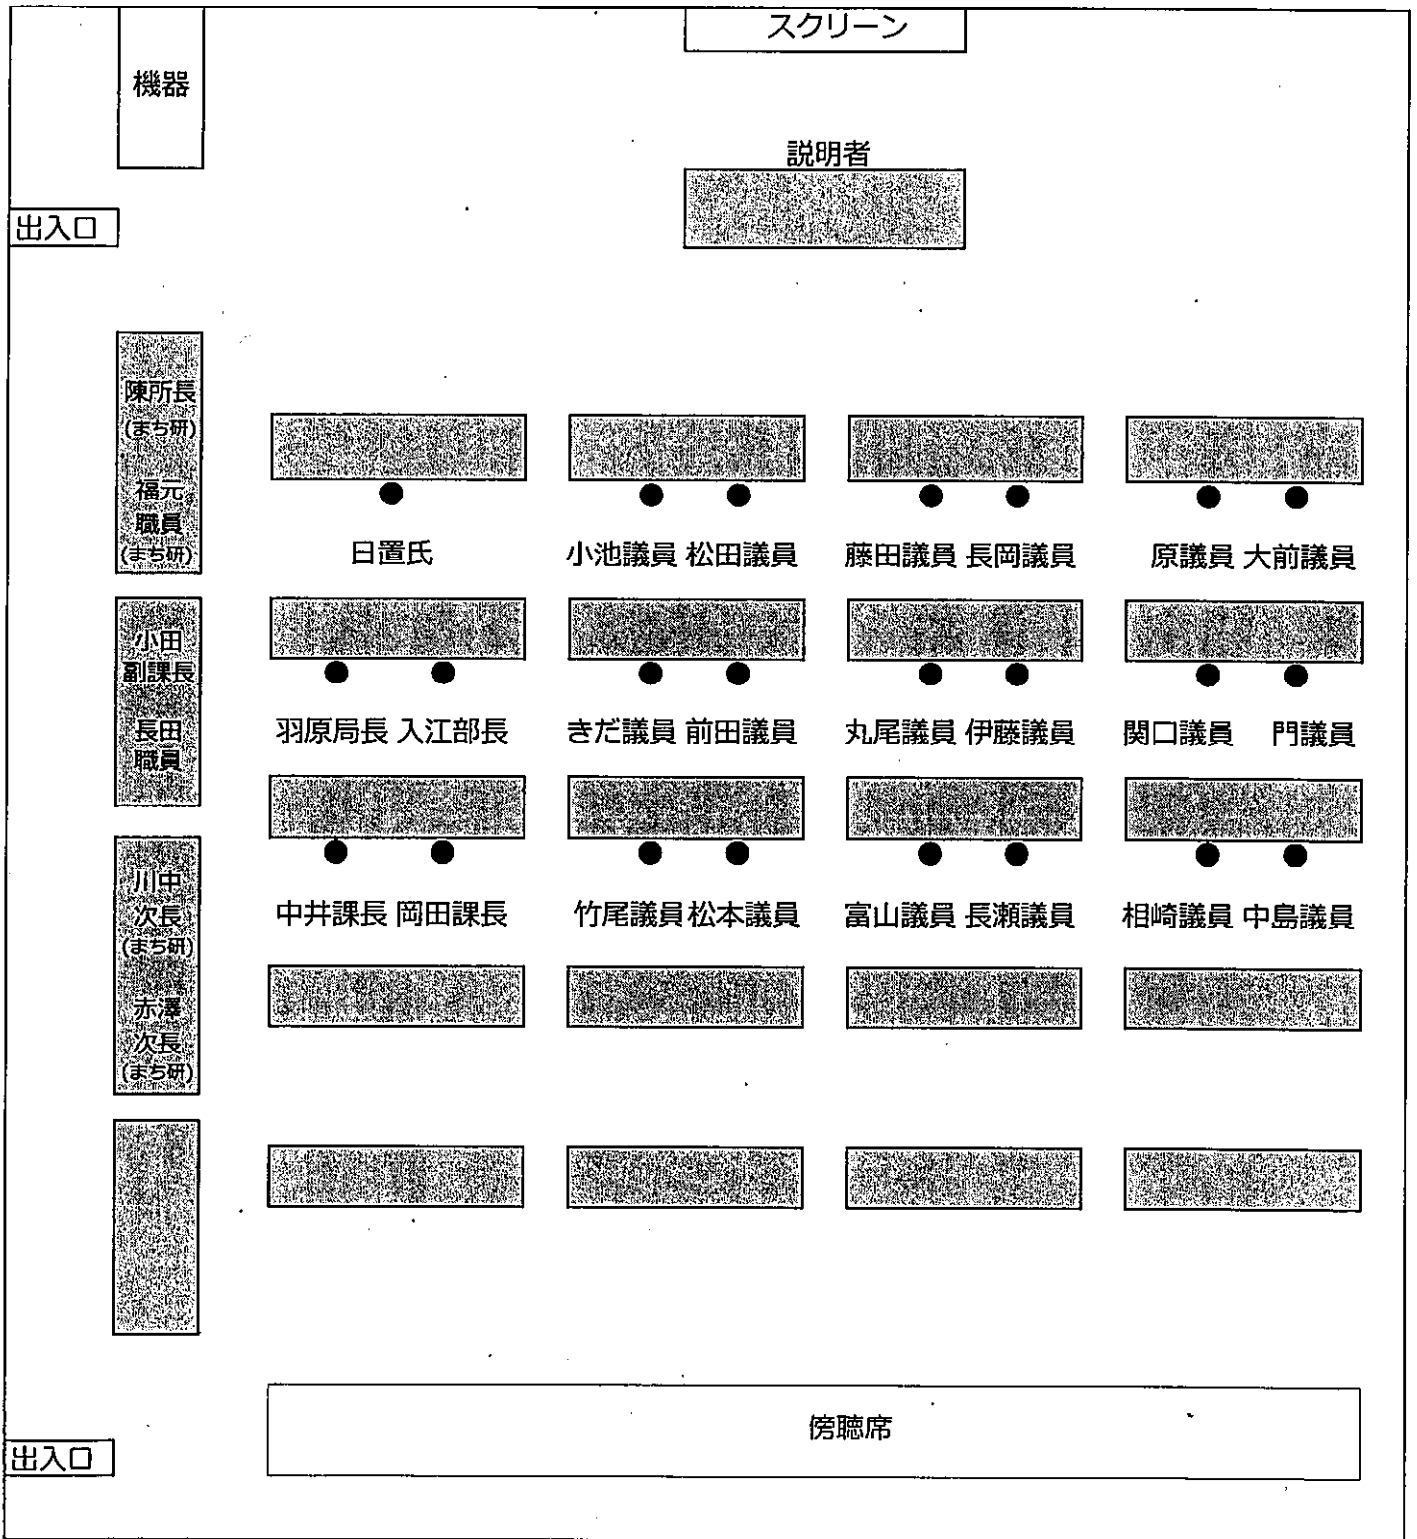 スクリーン
機器
説明者
出入口
陳所長
(まち研)
福元
職員
(まち研)
日置氏
小池議員 松田議員
藤田議員 長岡議員
原議員 大前議員
小田
副課長
長田
職員
羽原局長 入江部長
きだ議員 前田議員
丸尾議員 伊藤議員
関口議員 門議員
川中
次長
(まち研)
赤澤
次長
(まち研)
中井課長 岡田課長
竹尾議員 松本議員
富山議員 長瀬議員
相崎議員 中島議員
傍聴席
出入口